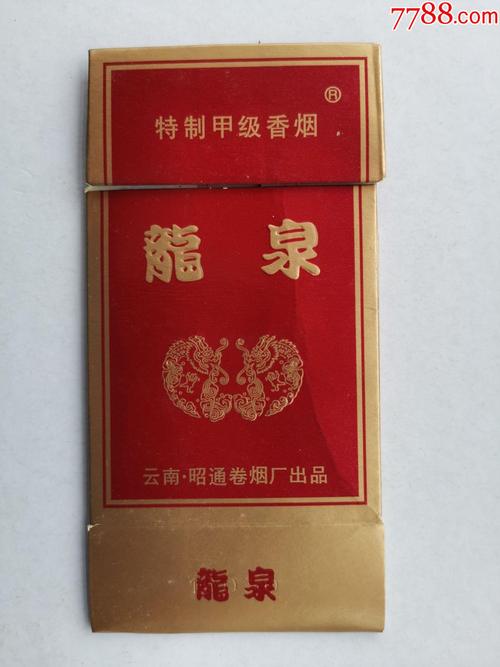 7788.com
®
特制甲级香烟
龍泉
云南·昭通卷烟厂出品
龍泉